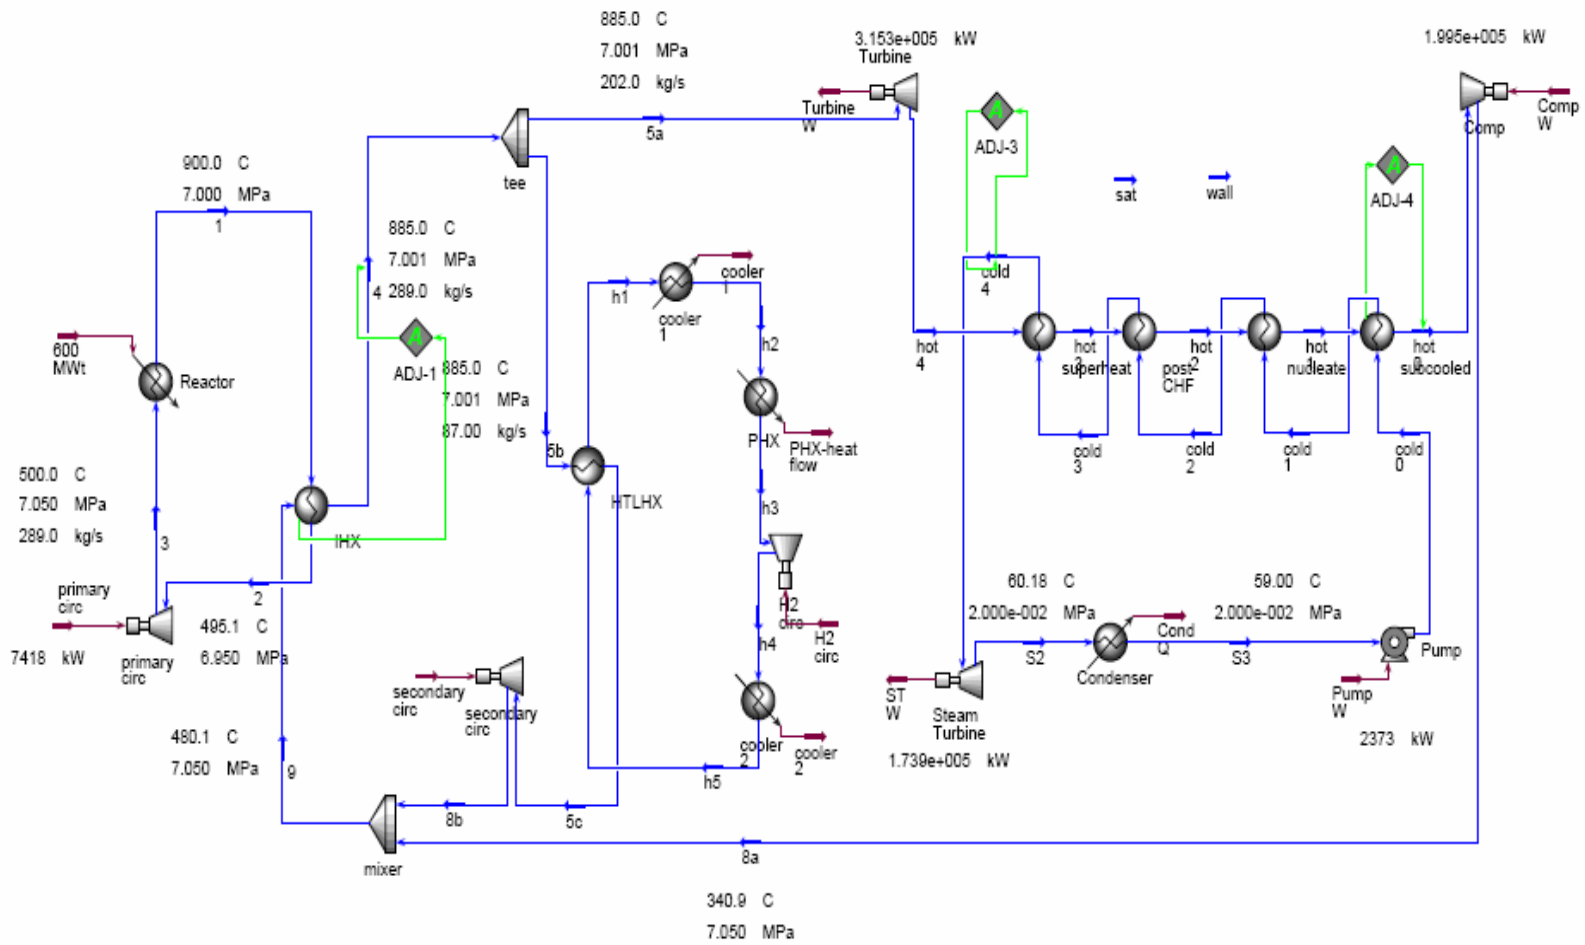 885.0 C
7.001 MPa
202.0 kg/s
3.153e+005 kW
Turbine
1.995e+005 kW
Turbine
W
Comp
Comp
W
5a
tee
ADJ-3
ADJ-4
sat
wall
900.0 C
7.000 MPa
1
885.0 C
7.001 MPa
289.0 kg/s
4
cooler
1
h1
cooler
1
cold
4
h2
600
MWt
Reactor
ADJ-1
885.0 C
7.001 MPa
87.00 kg/s
hot
4
hot
3
superheat
hot
2
post
CHF
hot
1
nucleate
hot
0
subcooled
PHX
PHX-heat
flow
5b
cold
3
cold
2
cold
1
cold
0
500.0 C
7.050 MPa
289.0 kg/s
3
IHX
HTLHX
h3
2
primary
circ
7418 kW
primary
circ
495.1 C
6.950 MPa
H2
circ
H2
circ
h4
60.18 C
2.000e-002 MPa
59.00 C
2.000e-002 MPa
Cond
Q
S2
Condenser
S3
Pump
secondary
circ
secondary
circ
ST
W
Steam
Turbine
1.739e+005 kW
Pump
W
2373 kW
480.1 C
7.050 MPa
9
cooler
2
cooler
2
h5
8b
5c
mixer
8a
340.9 C
7.050 MPa